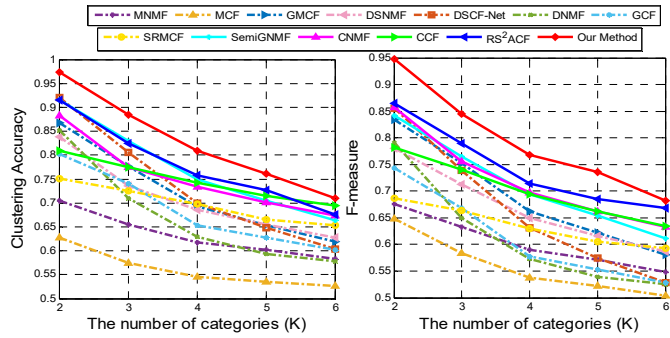 MNMF MCF GMCF DSNMF DSCF-Net DNMF GCF
SRMCF SemiGNMF CNMF CCF RS²ACF Our Method
1
0.95
0.9
0.85
0.8
0.75
0.7
0.65
0.6
0.55
0.5
Clustering Accuracy
2 3 4 5 6
The number of categories (K)
0.95
0.9
0.85
0.8
0.75
0.7
0.65
0.6
0.55
0.5
F-measure
2 3 4 5 6
The number of categories (K)